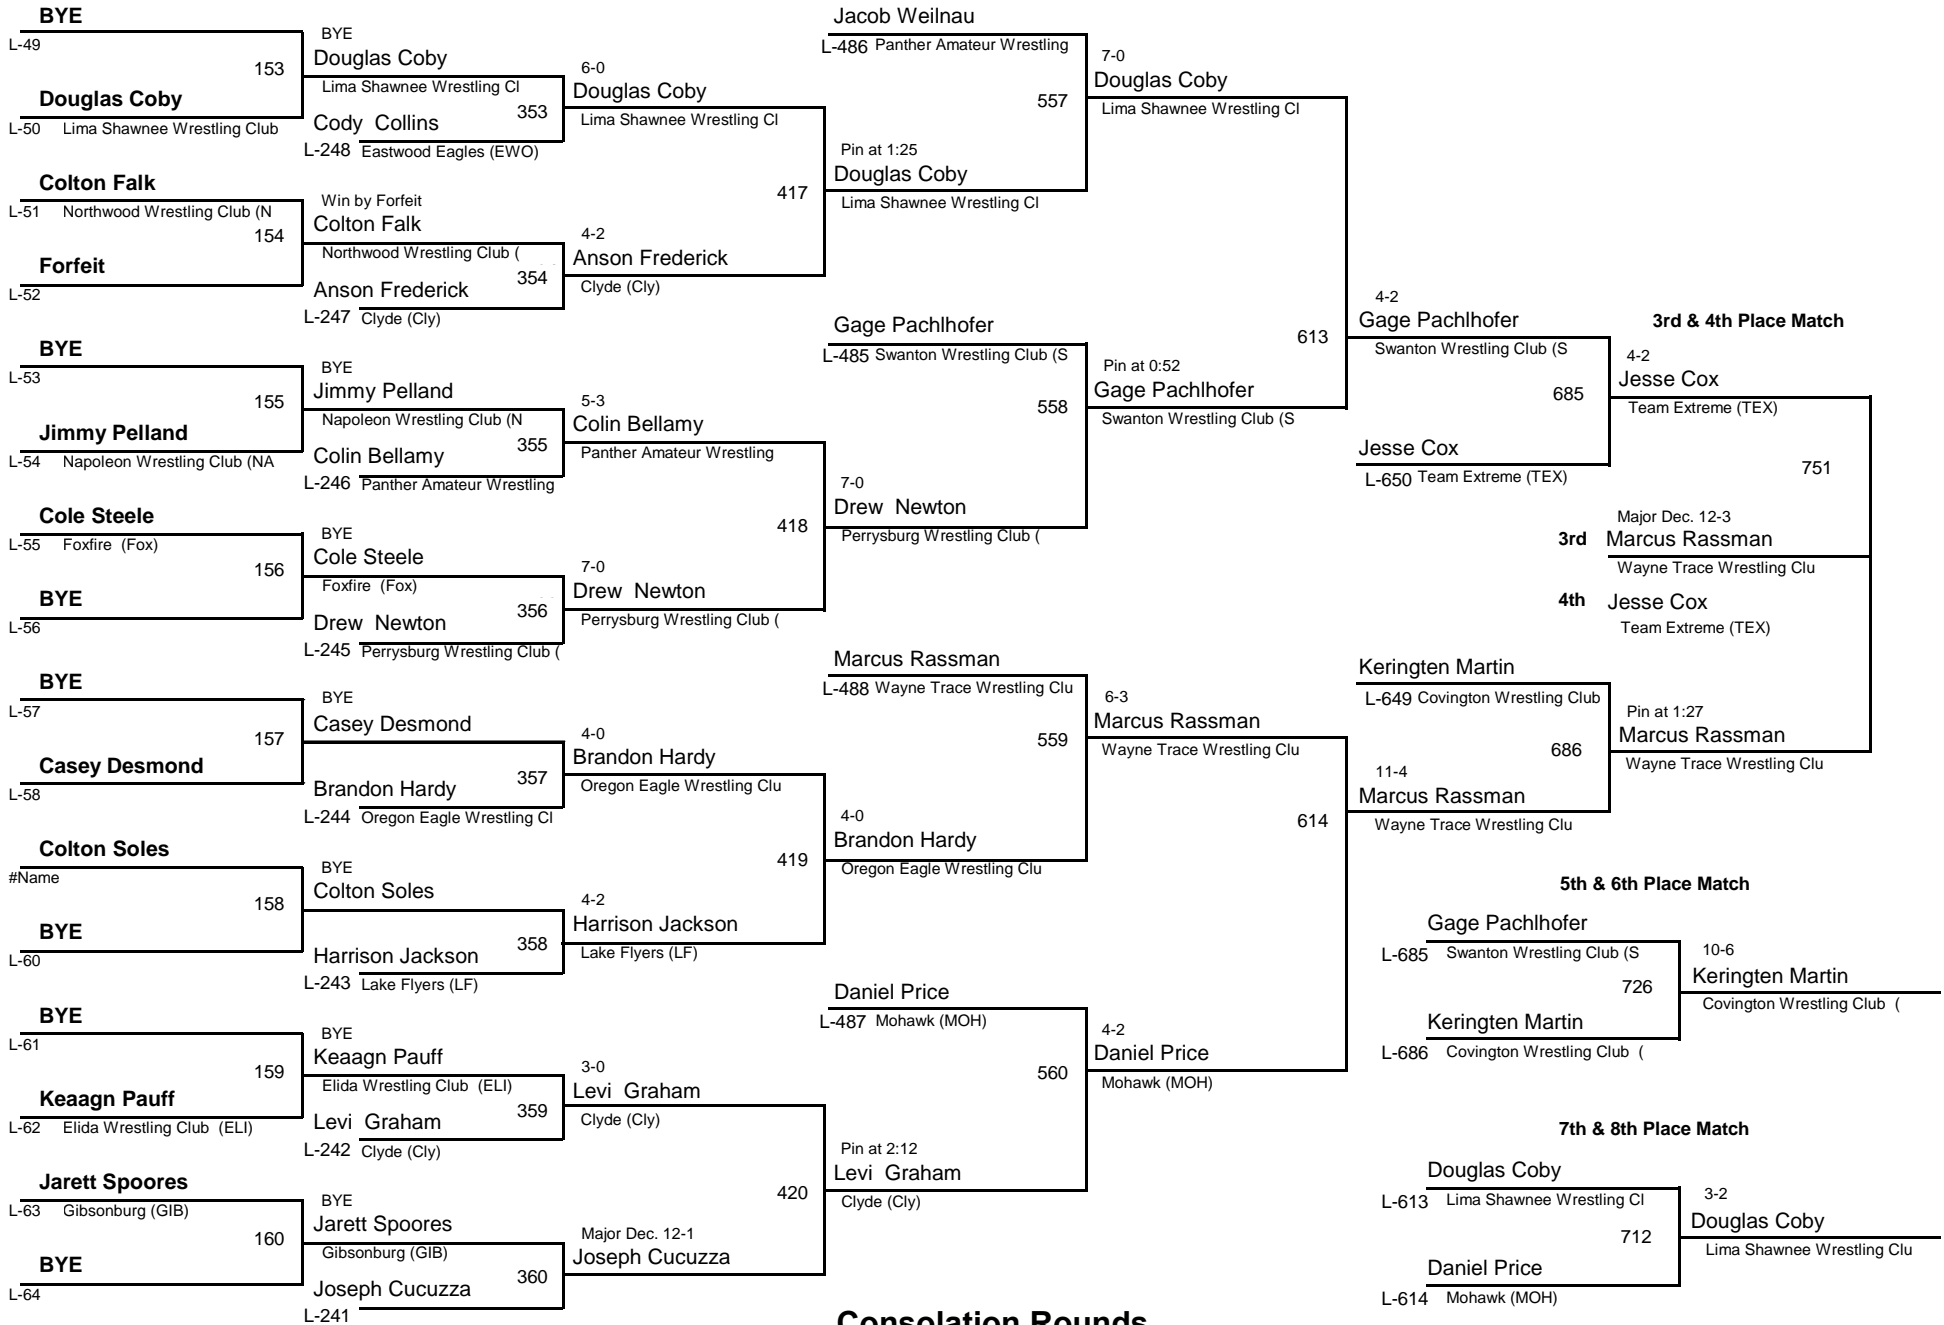 BYE
L-49
153
Douglas Coby
L-50 Lima Shawnee Wrestling Club
Colton Falk
L-51 Northwood Wrestling Club (N
154
Forfeit
L-52
BYE
L-53
155
Jimmy Pelland
L-54 Napoleon Wrestling Club (NA
Cole Steele
L-55 Foxfire (Fox)
156
BYE
L-56
BYE
L-57
157
Casey Desmond
L-58
Colton Soles
#Name
158
BYE
L-60
BYE
L-61
159
Keaagn Pauff
L-62 Elida Wrestling Club (ELI)
Jarett Spoores
L-63 Gibsonburg (GIB)
160
BYE
L-64
BYE
Douglas Coby
Lima Shawnee Wrestling Cl
353
Cody Collins
L-248 Eastwood Eagles (EWO)
Win by Forfeit
Colton Falk
Northwood Wrestling Club (
354
Anson Frederick
L-247 Clyde (Cly)
BYE
Jimmy Pelland
Napoleon Wrestling Club (N
355
Colin Bellamy
L-246 Panther Amateur Wrestling
BYE
Cole Steele
Foxfire (Fox)
356
Drew Newton
L-245 Perrysburg Wrestling Club (
BYE
Casey Desmond
357
Brandon Hardy
L-244 Oregon Eagle Wrestling Cl
BYE
Colton Soles
358
Harrison Jackson
L-243 Lake Flyers (LF)
BYE
Keaagn Pauff
Elida Wrestling Club (ELI)
359
Levi Graham
L-242 Clyde (Cly)
BYE
Jarett Spoores
Gibsonburg (GIB)
360
Joseph Cucuzza
L-241
6-0
Douglas Coby
Lima Shawnee Wrestling Cl
417
4-2
Anson Frederick
Clyde (Cly)
5-3
Colin Bellamy
Panther Amateur Wrestling
418
7-0
Drew Newton
Perrysburg Wrestling Club (
4-0
Brandon Hardy
Oregon Eagle Wrestling Clu
419
4-2
Harrison Jackson
Lake Flyers (LF)
3-0
Levi Graham
Clyde (Cly)
420
Major Dec. 12-1
Joseph Cucuzza
Jacob Weilnau
L-486 Panther Amateur Wrestling
557
Pin at 1:25
Douglas Coby
Lima Shawnee Wrestling Cl
Gage Pachlhofer
L-485 Swanton Wrestling Club (S
558
7-0
Drew Newton
Perrysburg Wrestling Club (
Marcus Rassman
L-488 Wayne Trace Wrestling Clu
559
4-0
Brandon Hardy
Oregon Eagle Wrestling Clu
Daniel Price
L-487 Mohawk (MOH)
560
Pin at 2:12
Levi Graham
Clyde (Cly)
7-0
Douglas Coby
Lima Shawnee Wrestling Cl
613
Pin at 0:52
Gage Pachlhofer
Swanton Wrestling Club (S
6-3
Marcus Rassman
Wayne Trace Wrestling Clu
614
4-2
Daniel Price
Mohawk (MOH)
4-2
Gage Pachlhofer
Swanton Wrestling Club (S
685
Jesse Cox
L-650 Team Extreme (TEX)
Keringten Martin
L-649 Covington Wrestling Club
686
11-4
Marcus Rassman
Wayne Trace Wrestling Clu
3rd & 4th Place Match
4-2
Jesse Cox
Team Extreme (TEX)
751
Major Dec. 12-3
3rd Marcus Rassman
Wayne Trace Wrestling Clu
4th Jesse Cox
Team Extreme (TEX)
Pin at 1:27
Marcus Rassman
Wayne Trace Wrestling Clu
5th & 6th Place Match
Gage Pachlhofer
L-685 Swanton Wrestling Club (S
726
Keringten Martin
L-686 Covington Wrestling Club (
10-6
Keringten Martin
Covington Wrestling Club (
7th & 8th Place Match
Douglas Coby
L-613 Lima Shawnee Wrestling Cl
712
Daniel Price
L-614 Mohawk (MOH)
3-2
Douglas Coby
Lima Shawnee Wrestling Clu
Consolation Rounds